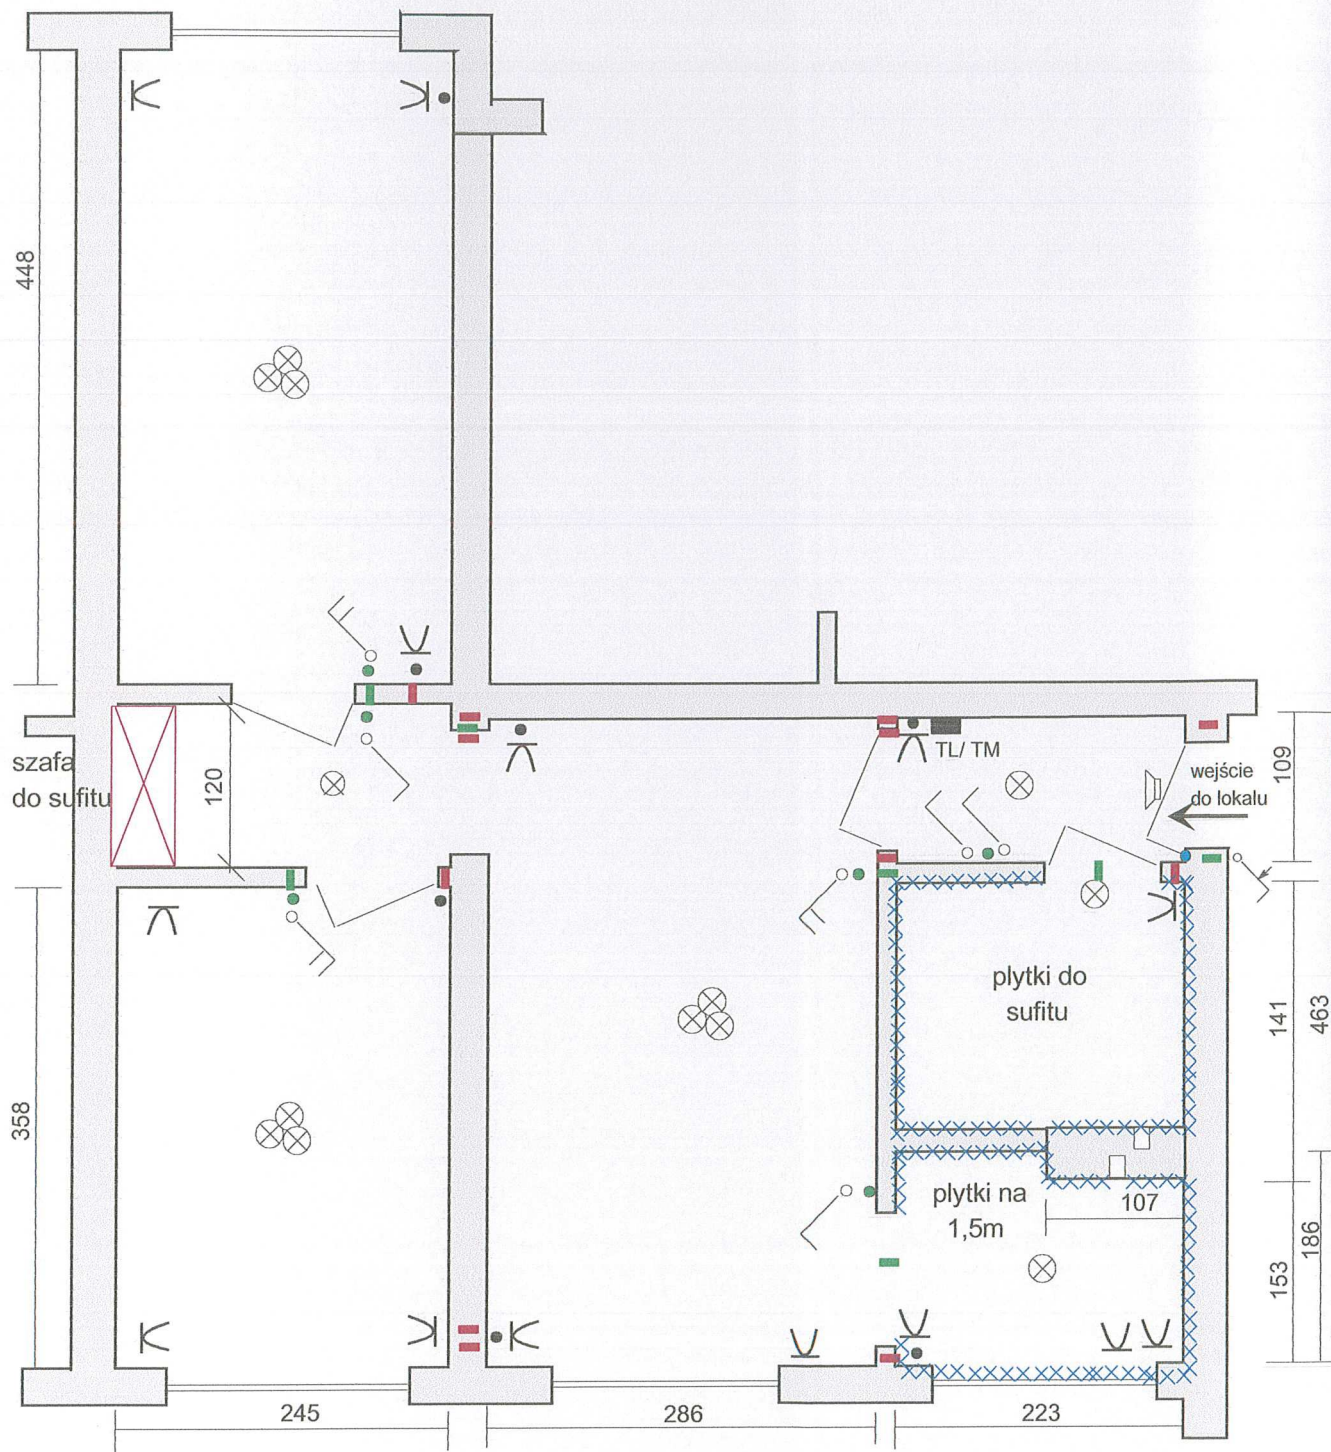 448
szafa
do sufitu
120
TL/ TM
wejście
do lokalu
109
plytki do
sufitu
141
463
358
plytki na
1,5m
107
186
153
245
286
223